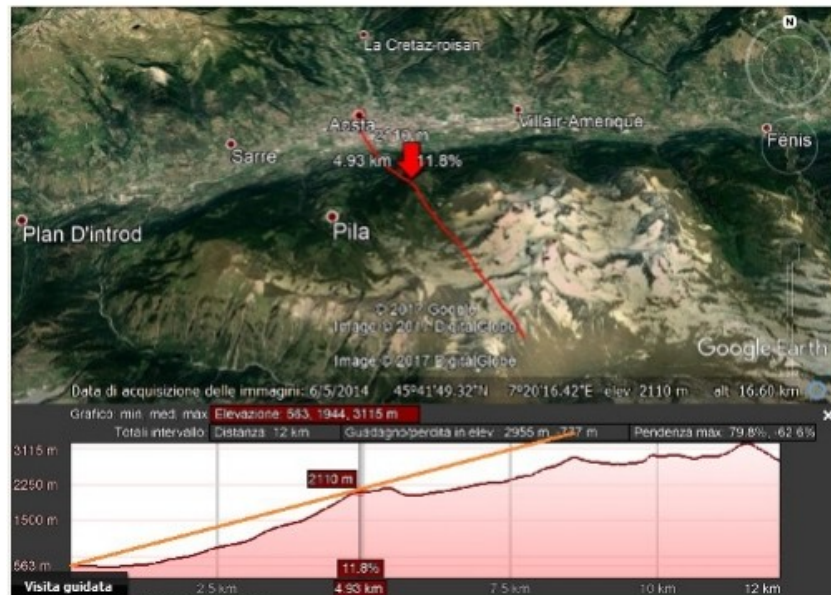 N
La Cretaz-roisan
Aosta
Villair-Amerique
2110 m
Sarre
4.93 km 11.8%
Fénis
Plan D'introd
Pila
© 2017 Google
Image © 2017 DigitalGlobe
Google Earth
Image © 2017 DigitalGlobe
Data di acquisizione delle immagini: 6/5/2014 45°41'49.32"N 7°20'16.42"E elev 2110 m alt 16.60 km
Grafico: min, med, max Elevazione: 563, 1944, 3115 m
Totali intervallo: Distanza: 12 km Guadagno/perdita in elev.: 2955 m, m Pendenza max: 79.8%, -62.6%
3115 m
2110 m
2250 m
1500 m
563 m
11.8%
Visita guidata 2.5 km 4.93 km 7.5 km 10 km 12 km